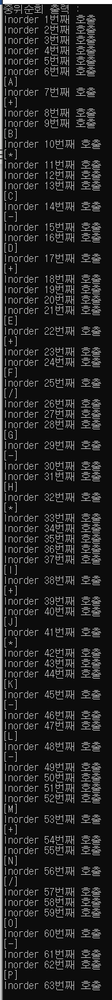 중위순회 출력 :
Inorder 1번째 호출
Inorder 2번째 호출
Inorder 3번째 호출
Inorder 4번째 호출
Inorder 5번째 호출
Inorder 6번째 호출
[A]
Inorder 7번째 호출
[+]
Inorder 8번째 호출
Inorder 9번째 호출
[B]
Inorder 10번째 호출
[*]
Inorder 11번째 호출
Inorder 12번째 호출
Inorder 13번째 호출
[C]
Inorder 14번째 호출
[-]
Inorder 15번째 호출
Inorder 16번째 호출
[D]
Inorder 17번째 호출
[+]
Inorder 18번째 호출
Inorder 19번째 호출
Inorder 20번째 호출
Inorder 21번째 호출
[E]
Inorder 22번째 호출
[+]
Inorder 23번째 호출
Inorder 24번째 호출
[F]
Inorder 25번째 호출
[/]
Inorder 26번째 호출
Inorder 27번째 호출
Inorder 28번째 호출
[G]
Inorder 29번째 호출
[-]
Inorder 30번째 호출
Inorder 31번째 호출
[H]
Inorder 32번째 호출
[*]
Inorder 33번째 호출
Inorder 34번째 호출
Inorder 35번째 호출
Inorder 36번째 호출
Inorder 37번째 호출
[I]
Inorder 38번째 호출
[+]
Inorder 39번째 호출
Inorder 40번째 호출
[J]
Inorder 41번째 호출
[*]
Inorder 42번째 호출
Inorder 43번째 호출
Inorder 44번째 호출
[K]
Inorder 45번째 호출
[-]
Inorder 46번째 호출
Inorder 47번째 호출
[L]
Inorder 48번째 호출
[-]
Inorder 49번째 호출
Inorder 50번째 호출
Inorder 51번째 호출
Inorder 52번째 호출
[M]
Inorder 53번째 호출
[+]
Inorder 54번째 호출
Inorder 55번째 호출
[N]
Inorder 56번째 호출
[/]
Inorder 57번째 호출
Inorder 58번째 호출
Inorder 59번째 호출
[O]
Inorder 60번째 호출
[-]
Inorder 61번째 호출
Inorder 62번째 호출
[P]
Inorder 63번째 호출